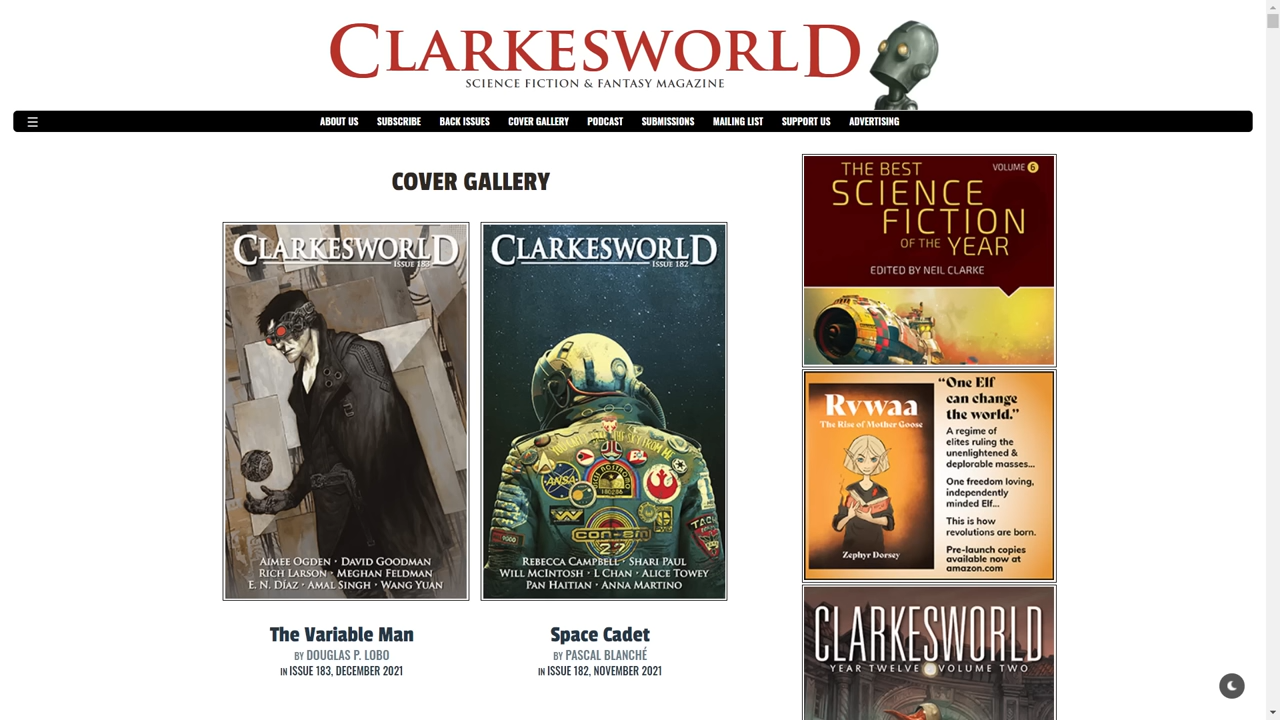 CLARKESWORLD
SCIENCE FICTION & FANTASY MAGAZINE
ABOUT US SUBSCRIBE BACK ISSUES COVER GALLERY PODCAST SUBMISSIONS MAILING LIST SUPPORT US ADVERTISING
COVER GALLERY
CLARKESWORLD
ISSUE 183
AIMEE OGDEN · DAVID GOODMAN
RICH LARSON · MEGHAN FELDMAN
E. N. DÍAZ · AMAL SINGH · WANG YUAN
The Variable Man
BY DOUGLAS P. LOBO
IN ISSUE 183, DECEMBER 2021
CLARKESWORLD
ISSUE 182
ANSA
NOSTROMO
180286
CON-AM
27
REBECCA CAMPBELL · SHARI PAUL
WILL MCINTOSH · L CHAN · ALICE TOWEY
PAN HAITIAN · ANNA MARTINO
Space Cadet
BY PASCAL BLANCHÉ
IN ISSUE 182, NOVEMBER 2021
THE BEST
VOLUME 6
SCIENCE
FICTION
OF THE YEAR
EDITED BY NEIL CLARKE
Rvwaa
The Rise of Mother Goose
Zephyr Dorsey
“One Elf
can change
the world.”
A regime of
elites ruling the
unenlightened &
deplorable masses...
One freedom loving,
independently
minded Elf...
This is how
revolutions are born.
Pre-launch copies
available now at
amazon.com
CLARKESWORLD
YEAR TWELVE VOLUME TWO